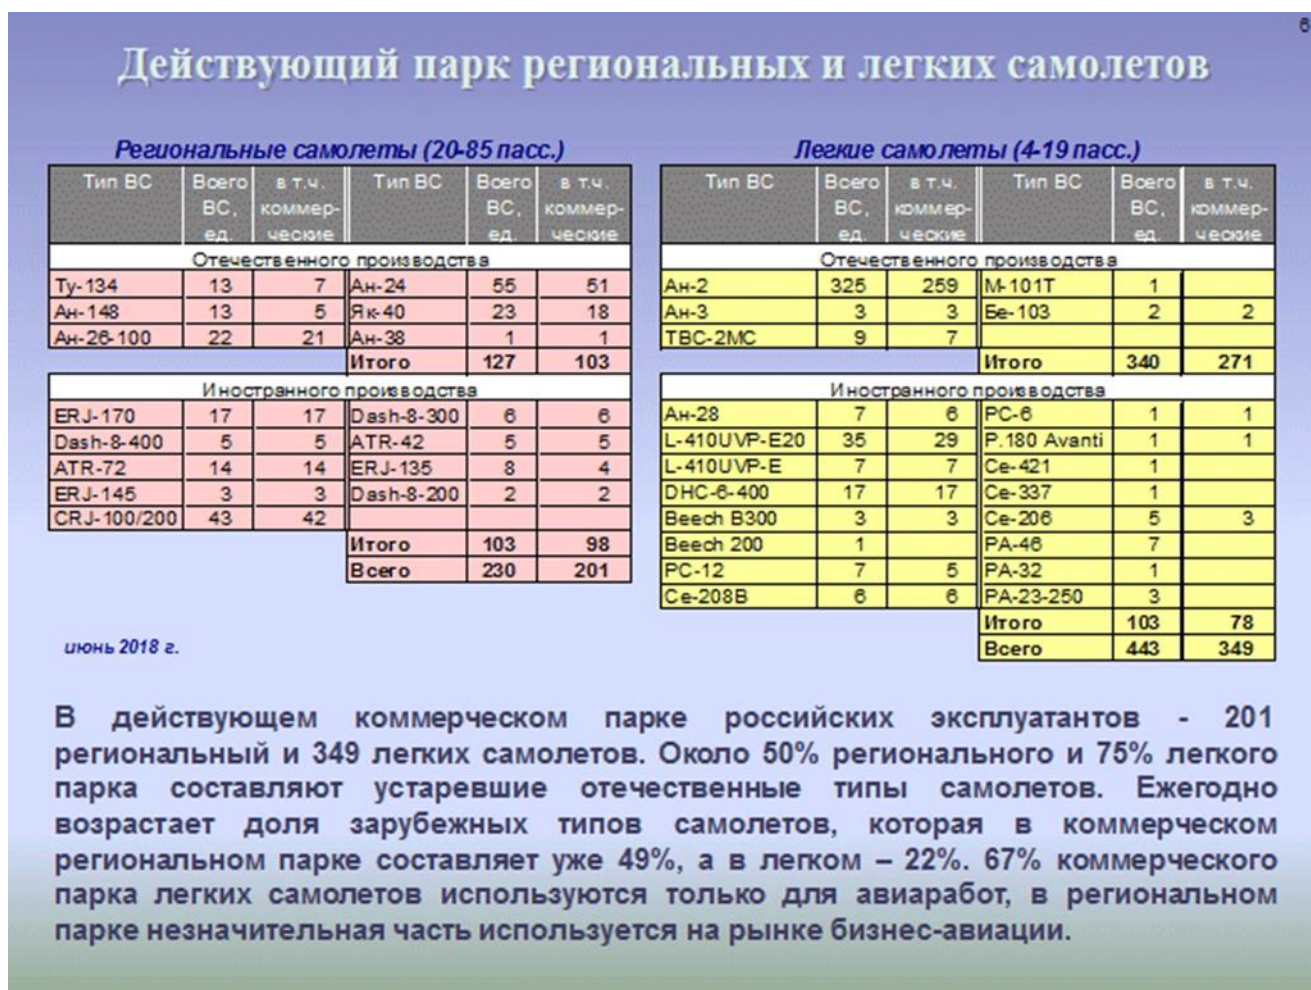 6
Действующий парк региональных и легких самолетов
Региональные самолеты (20-85 пасс.)
Тип ВС Всего ВС, ед. в т.ч. коммер-ческие Тип ВС Всего ВС, ед. в т.ч. коммер-ческие
Отечественного производства
Ту-134 13 7 Ан-24 55 51
Ан-148 13 5 Як-40 23 18
Ан-26-100 22 21 Ан-38 1 1
Итого 127 103
Иностранного производства
ERJ-170 17 17 Dash-8-300 6 6
Dash-8-400 5 5 ATR-42 5 5
ATR-72 14 14 ERJ-135 8 4
ERJ-145 3 3 Dash-8-200 2 2
CRJ-100/200 43 42
Итого 103 98
Всего 230 201
июнь 2018 г.
Легкие самолеты (4-19 пасс.)
Тип ВС Всего ВС, ед. в т.ч. коммер-ческие Тип ВС Всего ВС, ед. в т.ч. коммер-ческие
Отечественного производства
Ан-2 325 259 М-101Т 1
Ан-3 3 3 Бе-103 2 2
ТВС-2МС 9 7
Итого 340 271
Иностранного производства
Ан-28 7 6 PC-6 1 1
L-410UVP-E20 35 29 P.180 Avanti 1 1
L-410UVP-E 7 7 Ce-421 1
DHC-6-400 17 17 Ce-337 1
Beech B300 3 3 Ce-206 5 3
Beech 200 1 PA-46 7
PC-12 7 5 PA-32 1
Ce-208B 6 6 PA-23-250 3
Итого 103 78
Всего 443 349
В действующем коммерческом парке российских эксплуатантов - 201
региональный и 349 легких самолетов. Около 50% регионального и 75% легкого
парка составляют устаревшие отечественные типы самолетов. Ежегодно
возрастает доля зарубежных типов самолетов, которая в коммерческом
региональном парке составляет уже 49%, а в легком – 22%. 67% коммерческого
парка легких самолетов используются только для авиаработ, в региональном
парке незначительная часть используется на рынке бизнес-авиации.